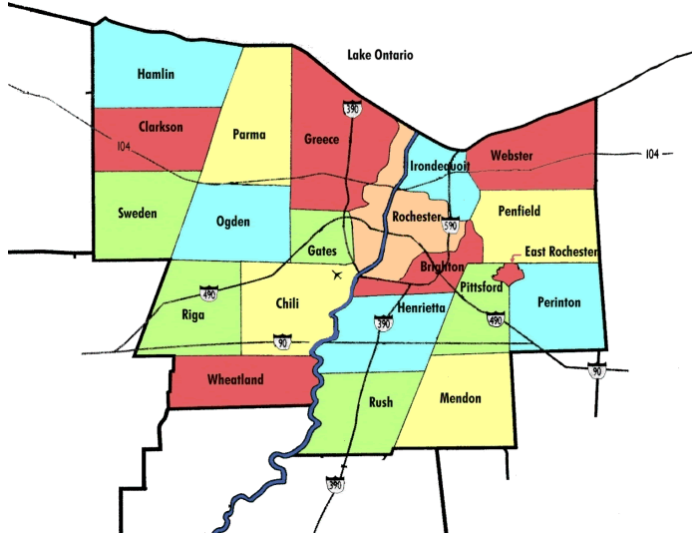 Lake Ontario
Hamlin
390
Clarkson
Parma
Greece
104
Irondequoit
Webster
104
Sweden
Ogden
Rochester
590
Penfield
Gates
East Rochester
Brighton
Pittsford
490
Riga
Chili
Henrietta
390
490
Perinton
90
90
Wheatland
Rush
Mendon
390